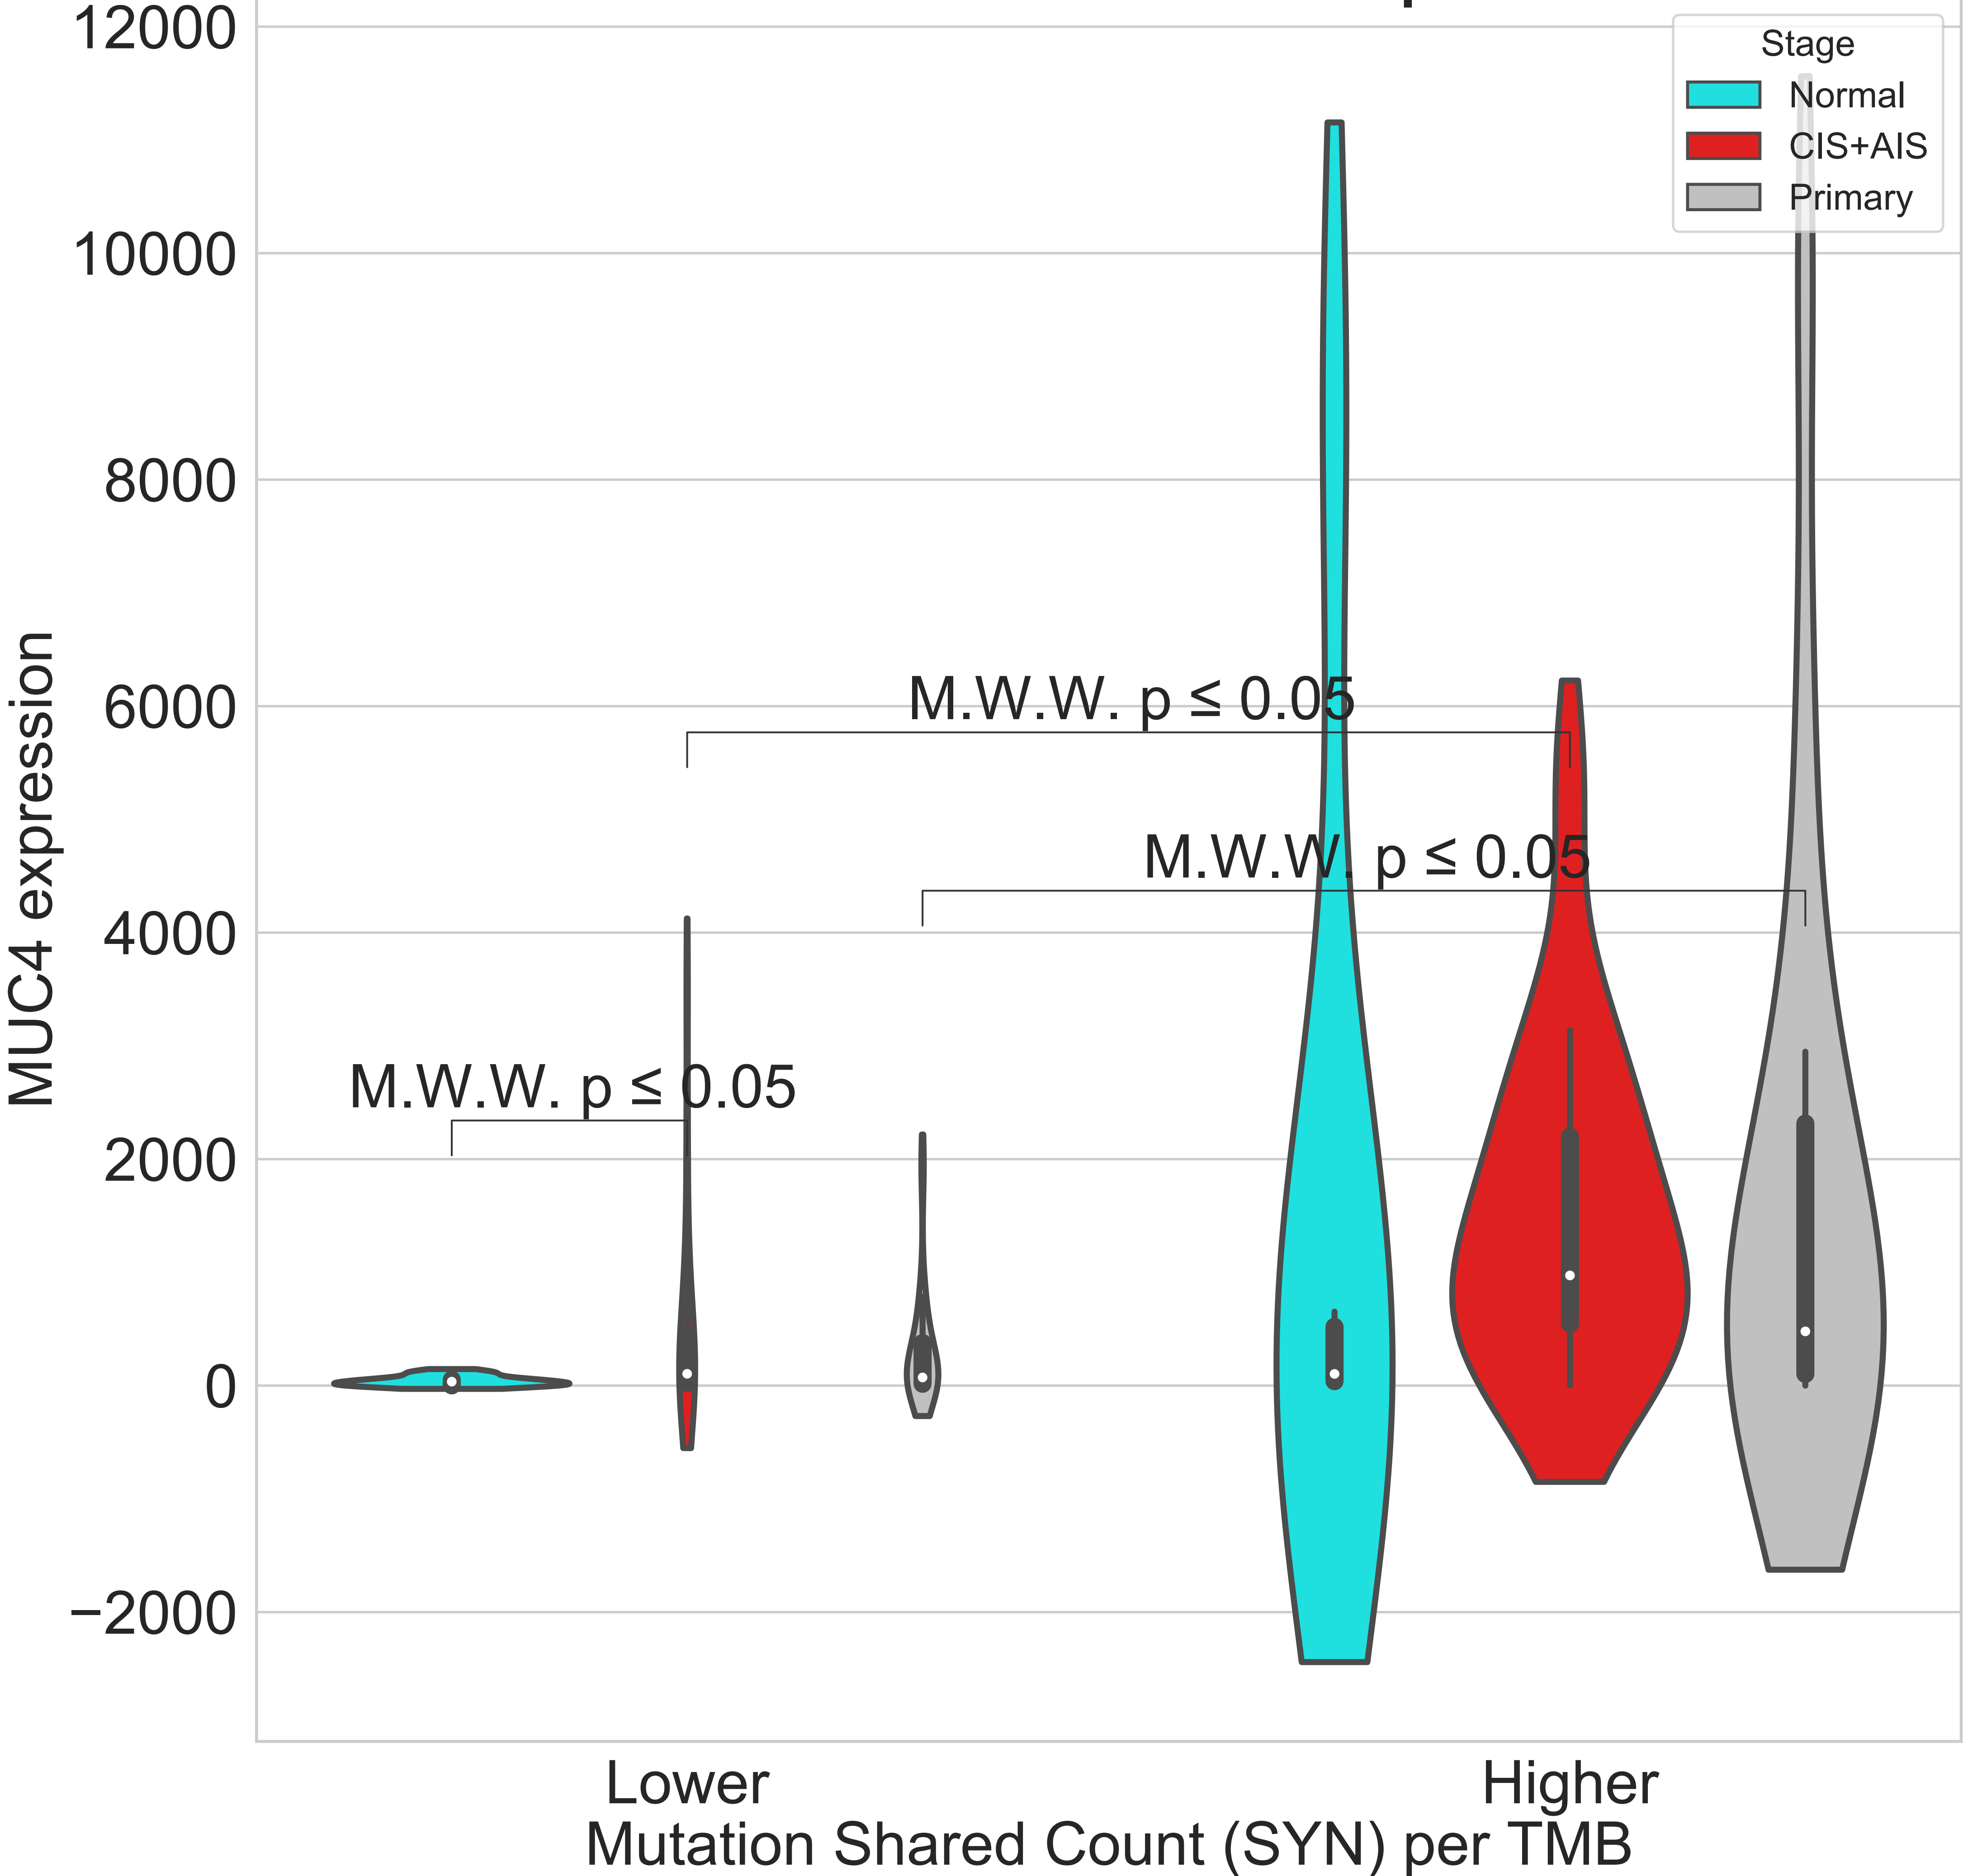 12000
10000
8000
6000
4000
2000
0
−2000
MUC4 expression
Stage
Normal
CIS+AIS
Primary
M.W.W. p ≤ 0.05
M.W.W. p ≤ 0.05
M.W.W. p ≤ 0.05
Lower
Higher
Mutation Shared Count (SYN) per TMB